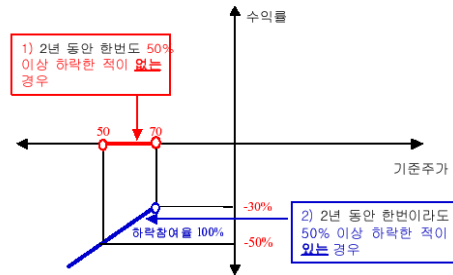 수익률
1) 2년 동안 한번도 50%
이상 하락한 적이 없는
경우
50
70
기준주가
-30%
하락참여율 100%
-50%
2) 2년 동안 한번이라도
50% 이상 하락한 적이
있는 경우